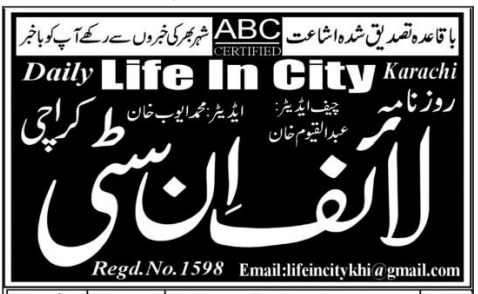 باقاعدہ تصدیق شدہ اشاعت ABC CERTIFIED شہر بھر کی خبروں سے رکھے آپ کو باخبر
Daily Life In City Karachi
روزنامہ لائف اِن سٹی کراچی
چیف ایڈیٹر: عبدالقیوم خان
ایڈیٹر: محمد ایوب خان
Regd.No.1598 Email:lifeincitykhi@gmail.com